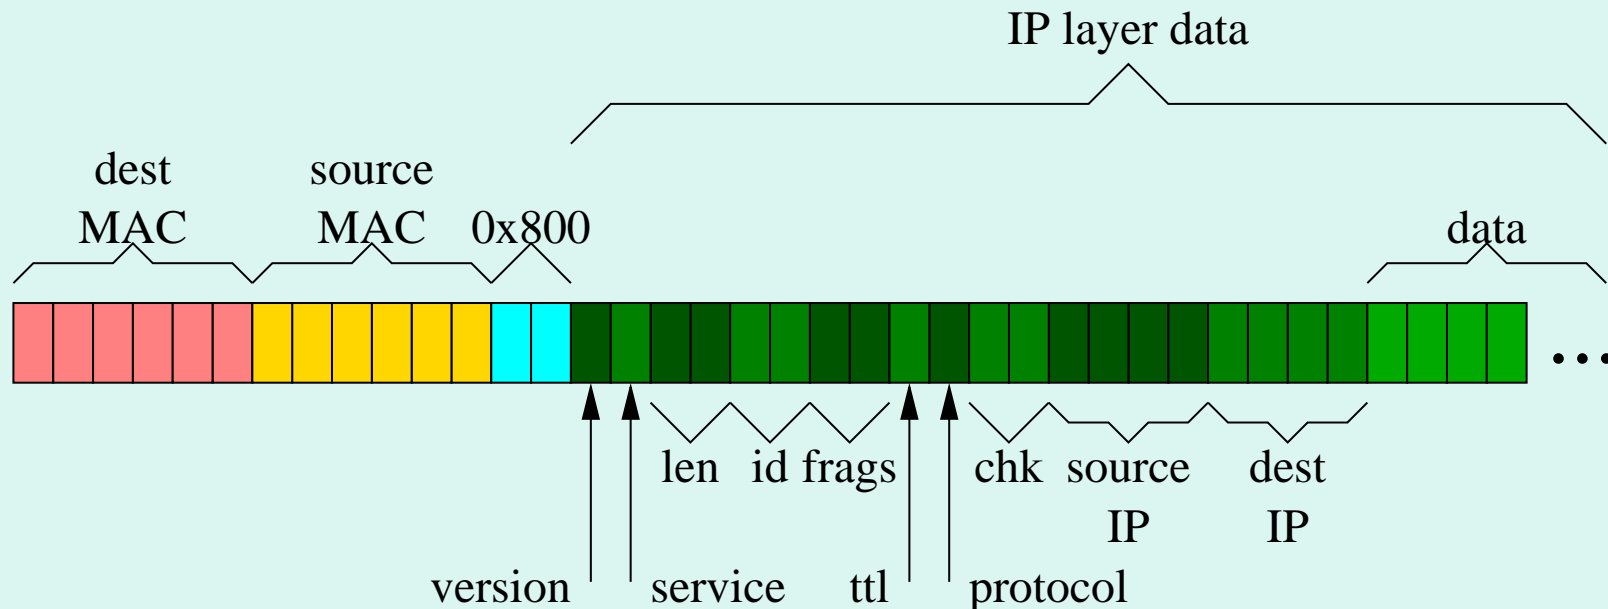 IP layer data
dest source
MAC MAC 0x800 data
len id frags chk source dest
IP IP
version service ttl protocol